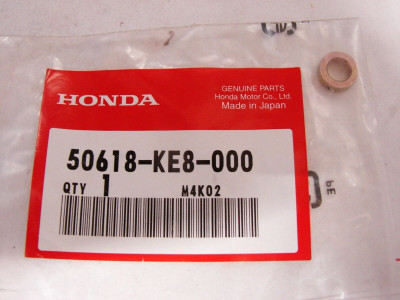 HONDA
GENUINE PARTS
Honda Motor Co., Ltd.
Made in Japan
50618-KE8-000
QTY 1 M4K02